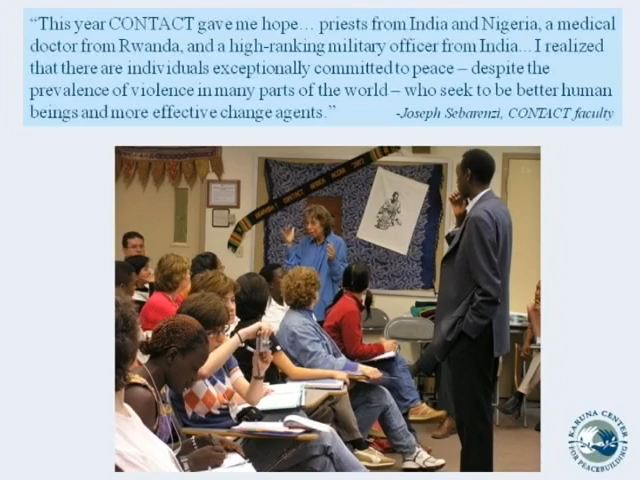 “This year CONTACT gave me hope… priests from India and Nigeria, a medical
doctor from Rwanda, and a high-ranking military officer from India... I realized
that there are individuals exceptionally committed to peace – despite the
prevalence of violence in many parts of the world – who seek to be better human
beings and more effective change agents.”
-Joseph Sebarenzi, CONTACT faculty
KARUNA CENTER
FOR PEACEBUILDING